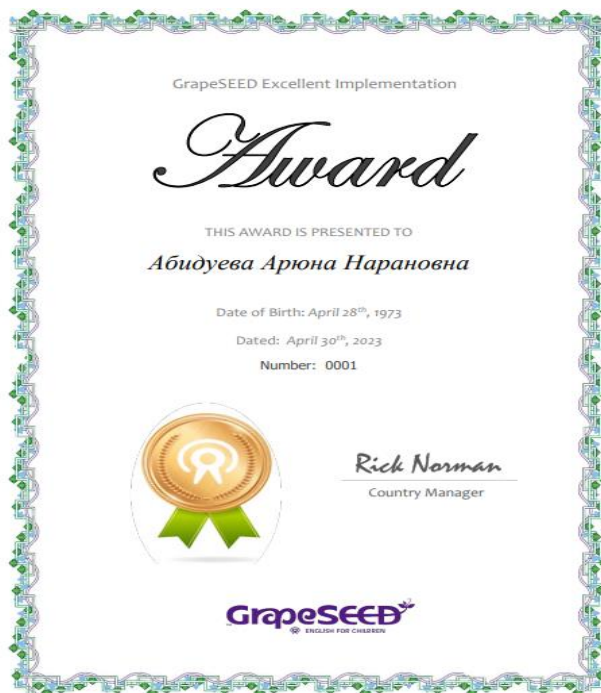 GrapeSEED Excellent Implementation
Award
THIS AWARD IS PRESENTED TO
Абидуева Арюна Нарановна
Date of Birth: April 28th, 1973
Dated: April 30th, 2023
Number: 0001
Rick Norman
Country Manager
GrapeSEED
ENGLISH FOR CHILDREN